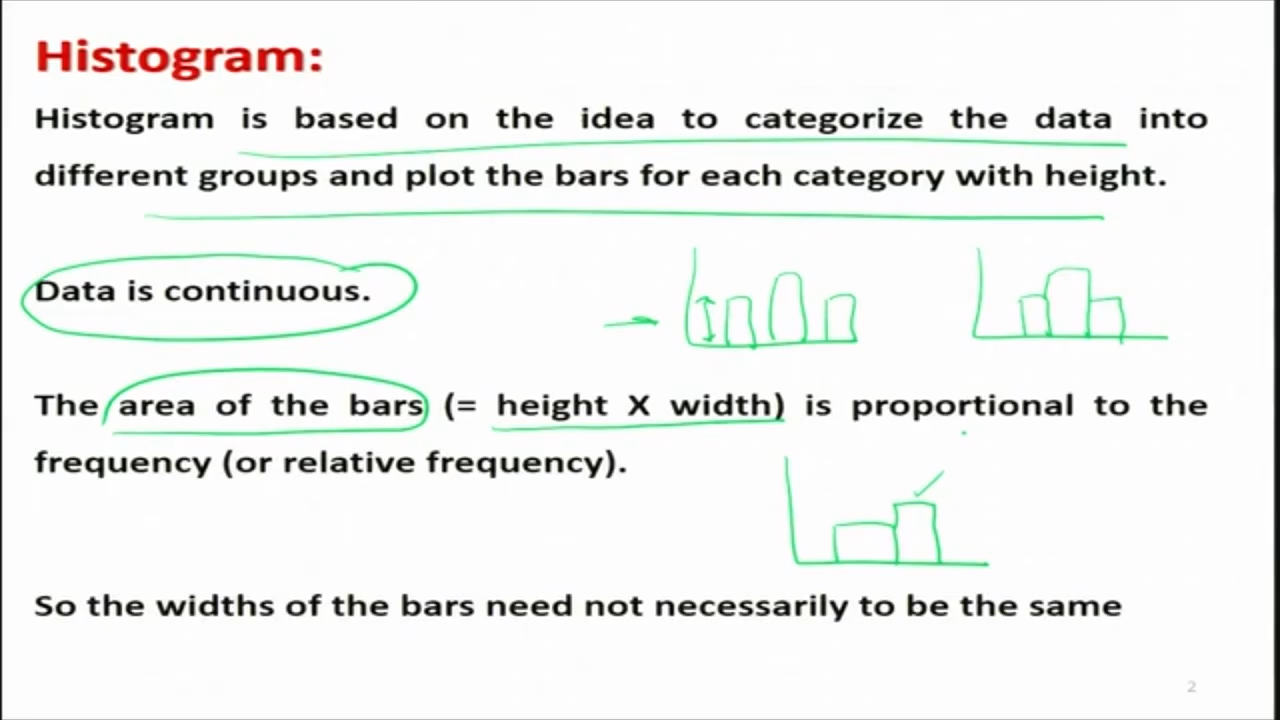 Histogram:
Histogram is based on the idea to categorize the data into
different groups and plot the bars for each category with height.
Data is continuous.
The area of the bars (= height X width) is proportional to the
frequency (or relative frequency).
So the widths of the bars need not necessarily to be the same
2